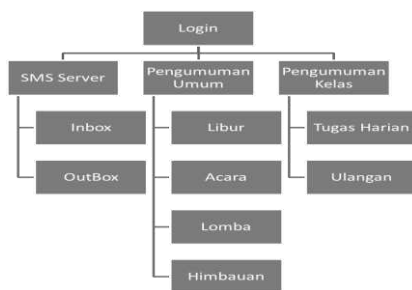 Login
SMS Server
Pengumuman
Umum
Pengumuman
Kelas
Inbox
Libur
Tugas Harian
OutBox
Acara
Ulangan
Lomba
Himbauan